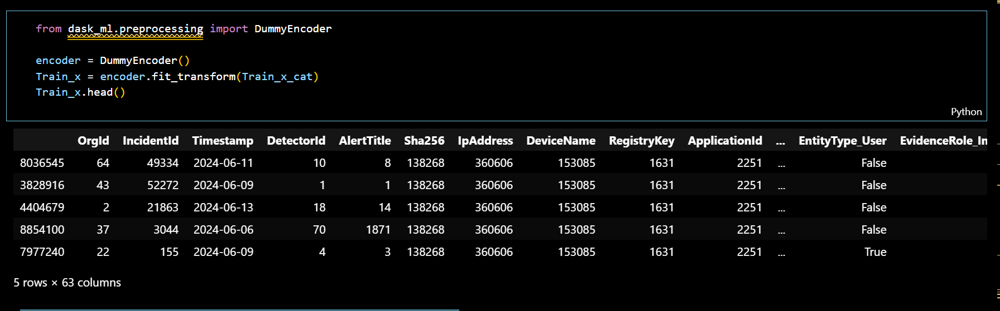 from dask_ml.preprocessing import DummyEncoder
encoder = DummyEncoder()
Train_x = encoder.fit_transform(Train_x_cat)
Train_x.head()
Python
OrgId IncidentId Timestamp DetectorId AlertTitle Sha256 IpAddress DeviceName RegistryKey ApplicationId ... EntityType_User EvidenceRole_In
8036545 64 49334 2024-06-11 10 8 138268 360606 153085 1631 2251 ... False
3828916 43 52272 2024-06-09 1 1 138268 360606 153085 1631 2251 ... False
4404679 2 21863 2024-06-13 18 14 138268 360606 153085 1631 2251 ... False
8854100 37 3044 2024-06-06 70 1871 138268 360606 153085 1631 2251 ... False
7977240 22 155 2024-06-09 4 3 138268 360606 153085 1631 2251 ... True
5 rows × 63 columns